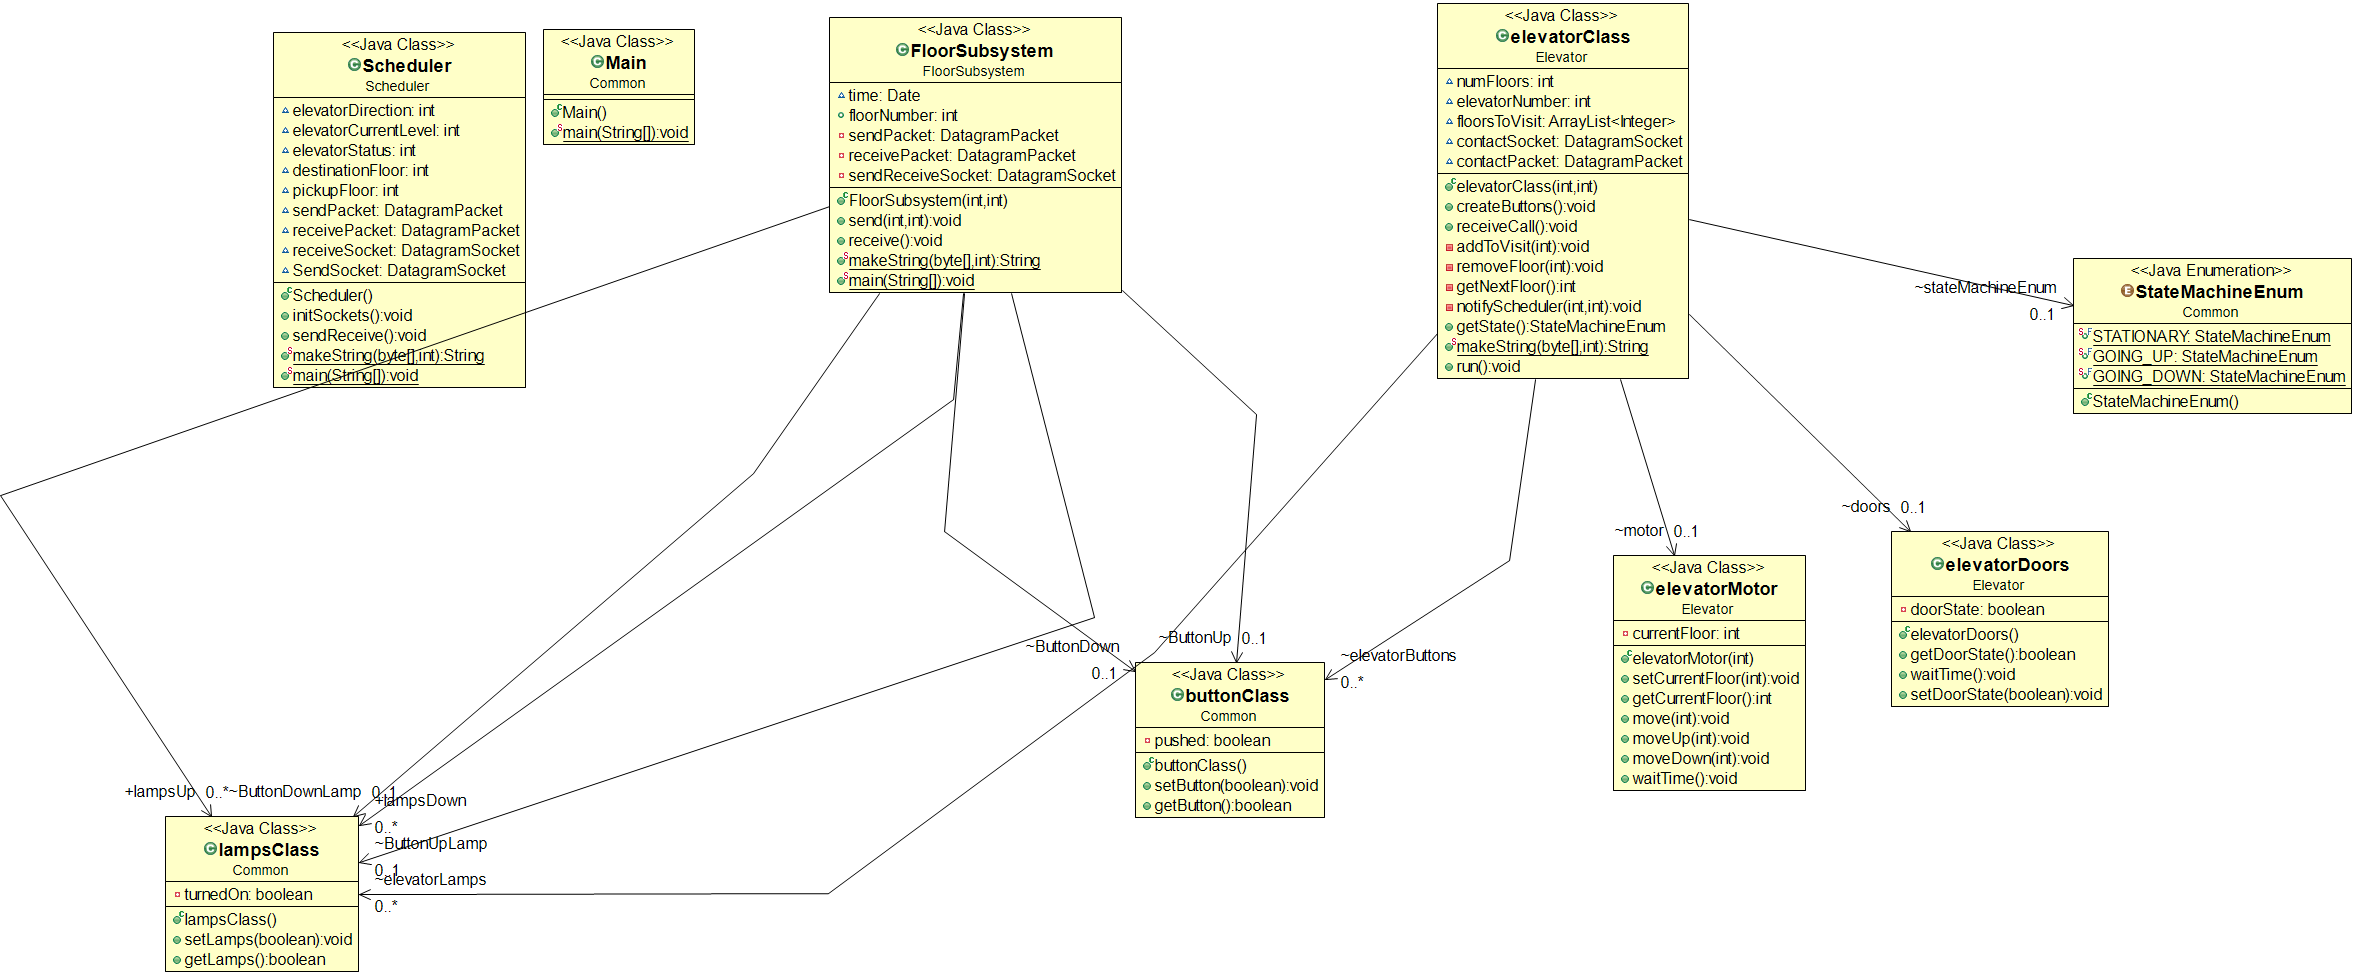 <<Java Class>>
Scheduler
Scheduler
elevatorDirection: int
elevatorCurrentLevel: int
elevatorStatus: int
destinationFloor: int
pickupFloor: int
sendPacket: DatagramPacket
receivePacket: DatagramPacket
receiveSocket: DatagramSocket
SendSocket: DatagramSocket
Scheduler()
initSockets():void
sendReceive():void
makeString(byte[],int):String
main(String[]):void
<<Java Class>>
Main
Common
Main()
main(String[]):void
<<Java Class>>
FloorSubsystem
FloorSubsystem
time: Date
floorNumber: int
sendPacket: DatagramPacket
receivePacket: DatagramPacket
sendReceiveSocket: DatagramSocket
FloorSubsystem(int,int)
send(int,int):void
receive():void
makeString(byte[],int):String
main(String[]):void
<<Java Class>>
elevatorClass
Elevator
numFloors: int
elevatorNumber: int
floorsToVisit: ArrayList<Integer>
contactSocket: DatagramSocket
contactPacket: DatagramPacket
elevatorClass(int,int)
createButtons():void
receiveCall():void
addToVisit(int):void
removeFloor(int):void
getNextFloor():int
notifyScheduler(int,int):void
getState():StateMachineEnum
makeString(byte[],int):String
run():void
~stateMachineEnum
0..1
<<Java Enumeration>>
StateMachineEnum
Common
STATIONARY: StateMachineEnum
GOING_UP: StateMachineEnum
GOING_DOWN: StateMachineEnum
StateMachineEnum()
~motor 0..1
<<Java Class>>
elevatorMotor
Elevator
currentFloor: int
elevatorMotor(int)
setCurrentFloor(int):void
getCurrentFloor():int
move(int):void
moveUp(int):void
moveDown(int):void
waitTime():void
~doors 0..1
<<Java Class>>
elevatorDoors
Elevator
doorState: boolean
elevatorDoors()
getDoorState():boolean
waitTime():void
setDoorState(boolean):void
~ButtonDown
0..1
~ButtonUp 0..1
~elevatorButtons
0..*
<<Java Class>>
buttonClass
Common
pushed: boolean
buttonClass()
setButton(boolean):void
getButton():boolean
+lampsUp 0..*
~ButtonDownLamp 0..1
+lampsDown
0..*
~ButtonUpLamp
0..1
~elevatorLamps
0..*
<<Java Class>>
lampsClass
Common
turnedOn: boolean
lampsClass()
setLamps(boolean):void
getLamps():boolean